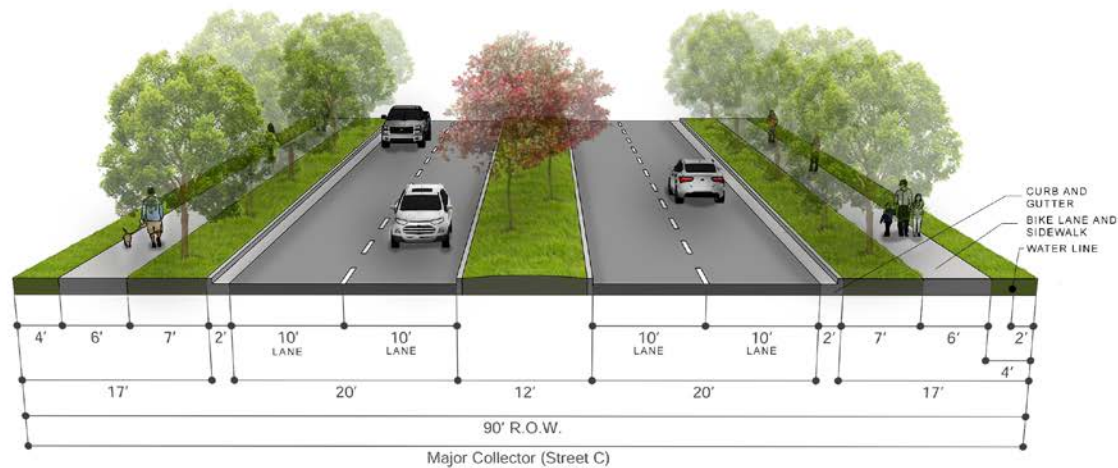 CURB AND
GUTTER
BIKE LANE AND
SIDEWALK
WATER LINE
4' 6' 7' 2' 10' LANE 10' LANE 10' LANE 10' LANE 2' 7' 6' 2'
4'
17' 20' 12' 20' 17'
90' R.O.W.
Major Collector (Street C)